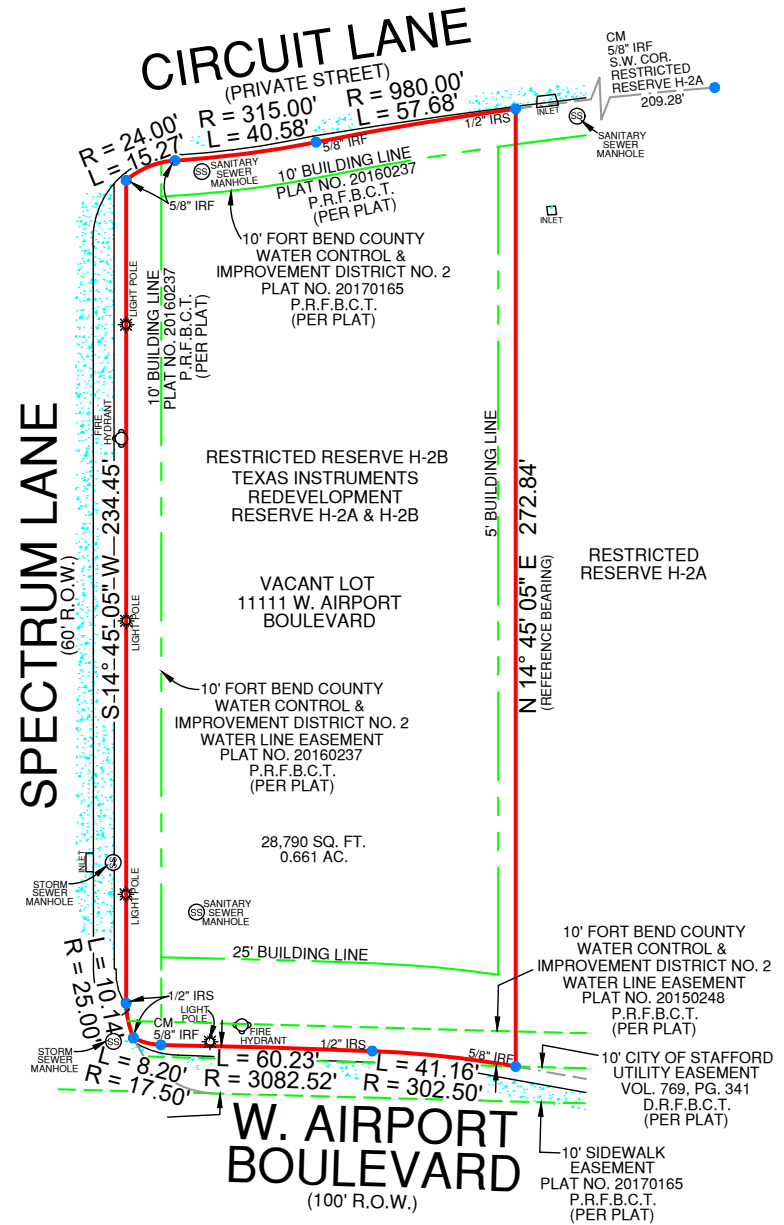 CIRCUIT LANE
(PRIVATE STREET)
CM
5/8" IRF
S.W. COR.
RESTRICTED
RESERVE H-2A
209.28'
R = 24.00'
L = 15.27'
R = 315.00'
L = 40.58'
R = 980.00'
L = 57.68'
1/2" IRS
INLET
SS
SANITARY
SEWER
MANHOLE
5/8" IRF
SS
SANITARY
SEWER
MANHOLE
10' BUILDING LINE
PLAT NO. 20160237
P.R.F.B.C.T.
(PER PLAT)
5/8" IRF
INLET
10' FORT BEND COUNTY
WATER CONTROL &
IMPROVEMENT DISTRICT NO. 2
PLAT NO. 20170165
P.R.F.B.C.T.
(PER PLAT)
LIGHT POLE
10' BUILDING LINE
PLAT NO. 20160237
P.R.F.B.C.T.
(PER PLAT)
FIRE
HYDRANT
SPECTRUM LANE
(60' R.O.W.)
S 14° 45' 05" W 234.45'
RESTRICTED RESERVE H-2B
TEXAS INSTRUMENTS
REDEVELOPMENT
RESERVE H-2A & H-2B
5' BUILDING LINE
N 14° 45' 05" E 272.84'
(REFERENCE BEARING)
RESTRICTED
RESERVE H-2A
VACANT LOT
11111 W. AIRPORT
BOULEVARD
LIGHT POLE
10' FORT BEND COUNTY
WATER CONTROL &
IMPROVEMENT DISTRICT NO. 2
WATER LINE EASEMENT
PLAT NO. 20160237
P.R.F.B.C.T.
(PER PLAT)
28,790 SQ. FT.
0.661 AC.
INLET
SS
STORM
SEWER
MANHOLE
LIGHT POLE
SS
SANITARY
SEWER
MANHOLE
25' BUILDING LINE
10' FORT BEND COUNTY
WATER CONTROL &
IMPROVEMENT DISTRICT NO. 2
WATER LINE EASEMENT
PLAT NO. 20150248
P.R.F.B.C.T.
(PER PLAT)
L = 10.14'
R = 25.00'
1/2" IRS
LIGHT
POLE
CM
5/8" IRF
FIRE
HYDRANT
1/2" IRS
5/8" IRF
SS
STORM
SEWER
MANHOLE
L = 8.20'
R = 17.50'
L = 60.23'
R = 3082.52'
L = 41.16'
R = 302.50'
10' CITY OF STAFFORD
UTILITY EASEMENT
VOL. 769, PG. 341
D.R.F.B.C.T.
(PER PLAT)
W. AIRPORT
BOULEVARD
(100' R.O.W.)
10' SIDEWALK
EASEMENT
PLAT NO. 20170165
P.R.F.B.C.T.
(PER PLAT)